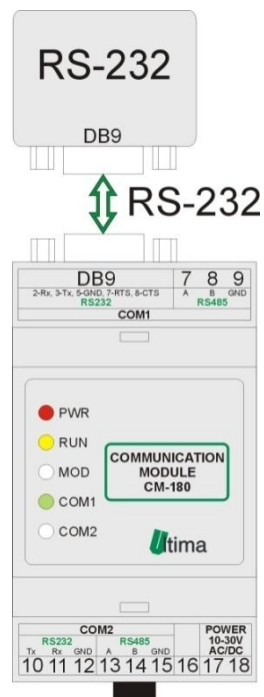 RS-232
DB9
RS-232
DB9 7 8 9
2-Rx, 3-Tx, 5-GND, 7-RTS, 8-CTS A B GND
RS232 RS485
COM1
PWR
RUN
MOD
COM1
COM2
COMMUNICATION
MODULE
CM-180
Ultima
COM2 POWER
RS232 RS485 10-30V
Tx Rx GND A B GND AC/DC
10 11 12 13 14 15 16 17 18